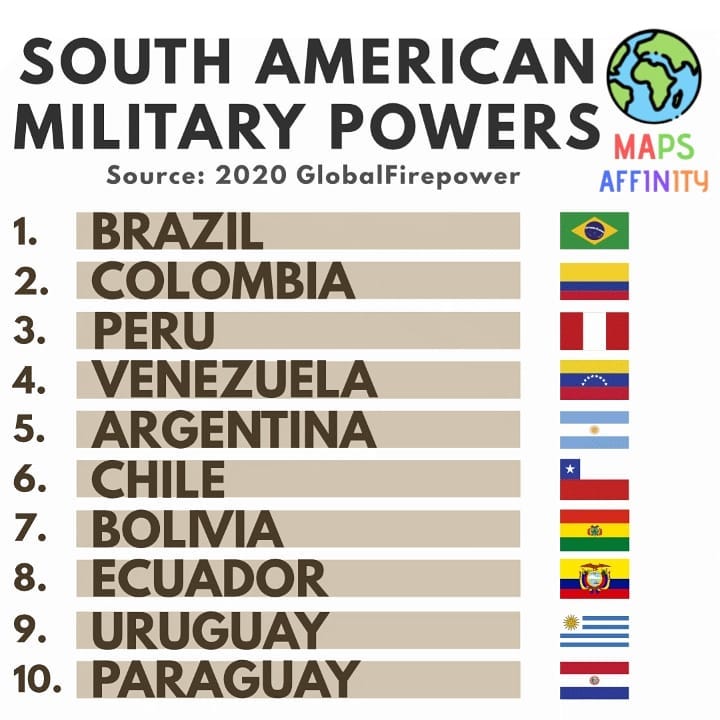 SOUTH AMERICAN
MILITARY POWERS
Source: 2020 GlobalFirepower
MAPS
AFFINITY
1. BRAZIL
2. COLOMBIA
3. PERU
4. VENEZUELA
5. ARGENTINA
6. CHILE
7. BOLIVIA
8. ECUADOR
9. URUGUAY
10. PARAGUAY